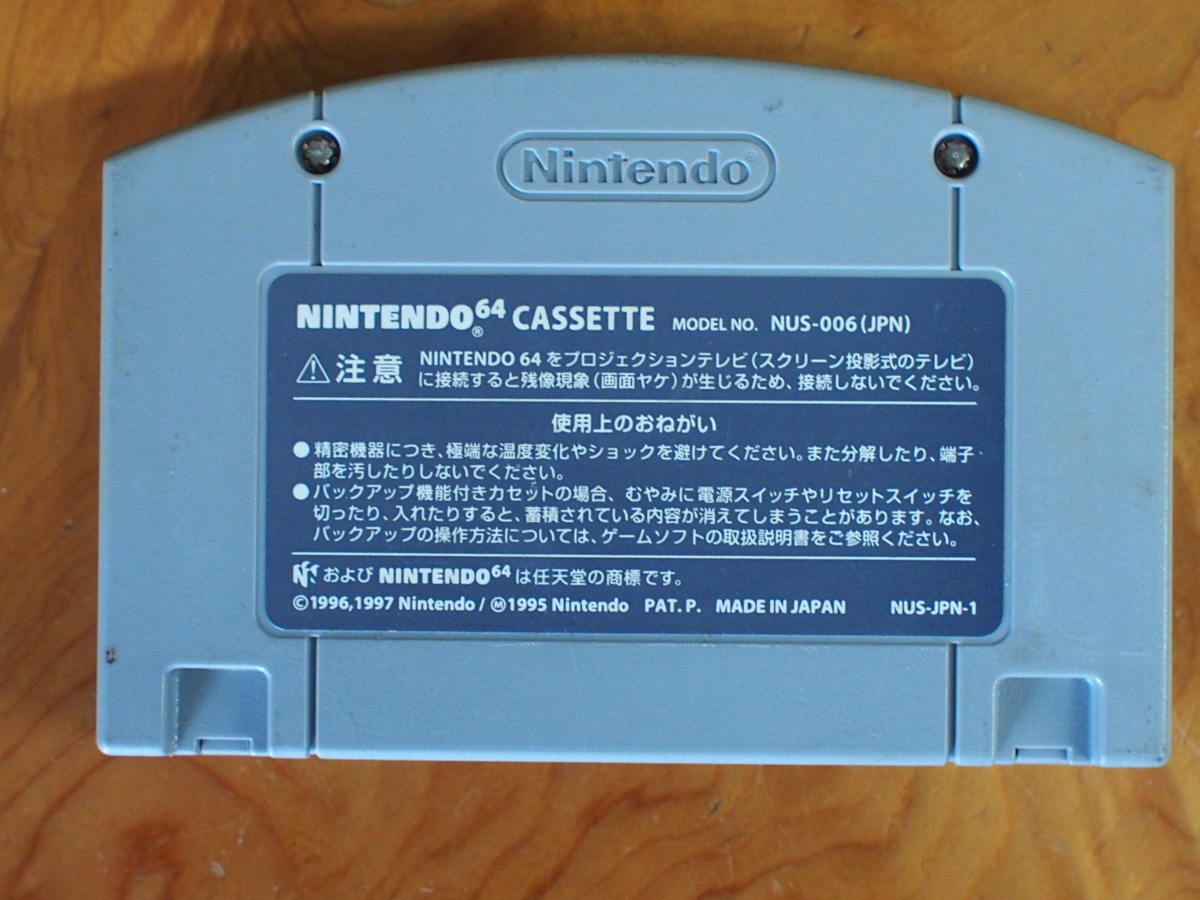 Nintendo®
NINTENDO64® CASSETTE MODEL NO. NUS-006(JPN)
⚠注意 NINTENDO 64 をプロジェクションテレビ(スクリーン投影式のテレビ)
に接続すると残像現象(画面ヤケ)が生じるため、接続しないでください。
使用上のおねがい
●精密機器につき、極端な温度変化やショックを避けてください。また分解したり、端子
部を汚したりしないでください。
●バックアップ機能付きカセットの場合、むやみに電源スイッチやリセットスイッチを
切ったり、入れたりすると、蓄積されている内容が消えてしまうことがあります。なお、
バックアップの操作方法については、ゲームソフトの取扱説明書をご参照ください。
および NINTENDO64 は任天堂の商標です。
©1996,1997 Nintendo / Ⓜ1995 Nintendo PAT. P. MADE IN JAPAN NUS-JPN-1